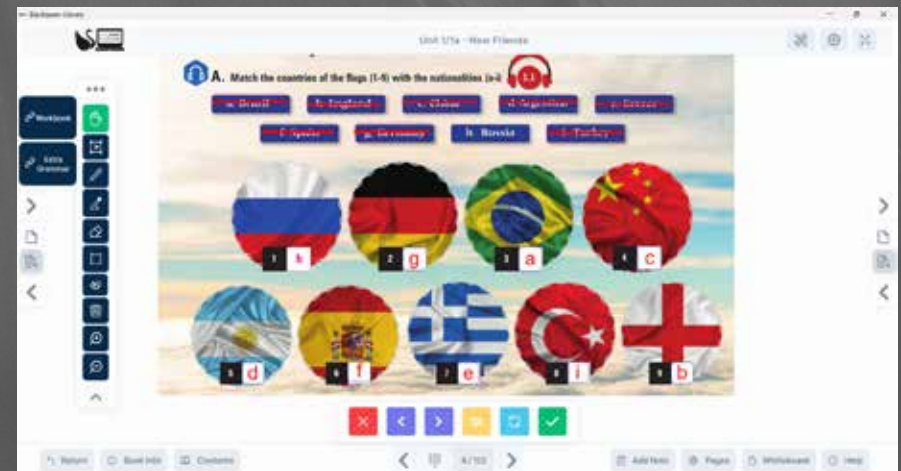 Unit 1/1a - New Friends
A. Match the countries of the flags (1-9) with the nationalities (a-i) 1.1
a. Brazil b. England c. China d. Argentina e. Greece
f. Spain g. Germany h. Russia i. Turkey
Workbook
Extra Grammar
1 h 2 g 3 a 4 c
5 d 6 f 7 e 8 i 9 b
Return Book Info Contents Add Note Pages Whiteboard Help